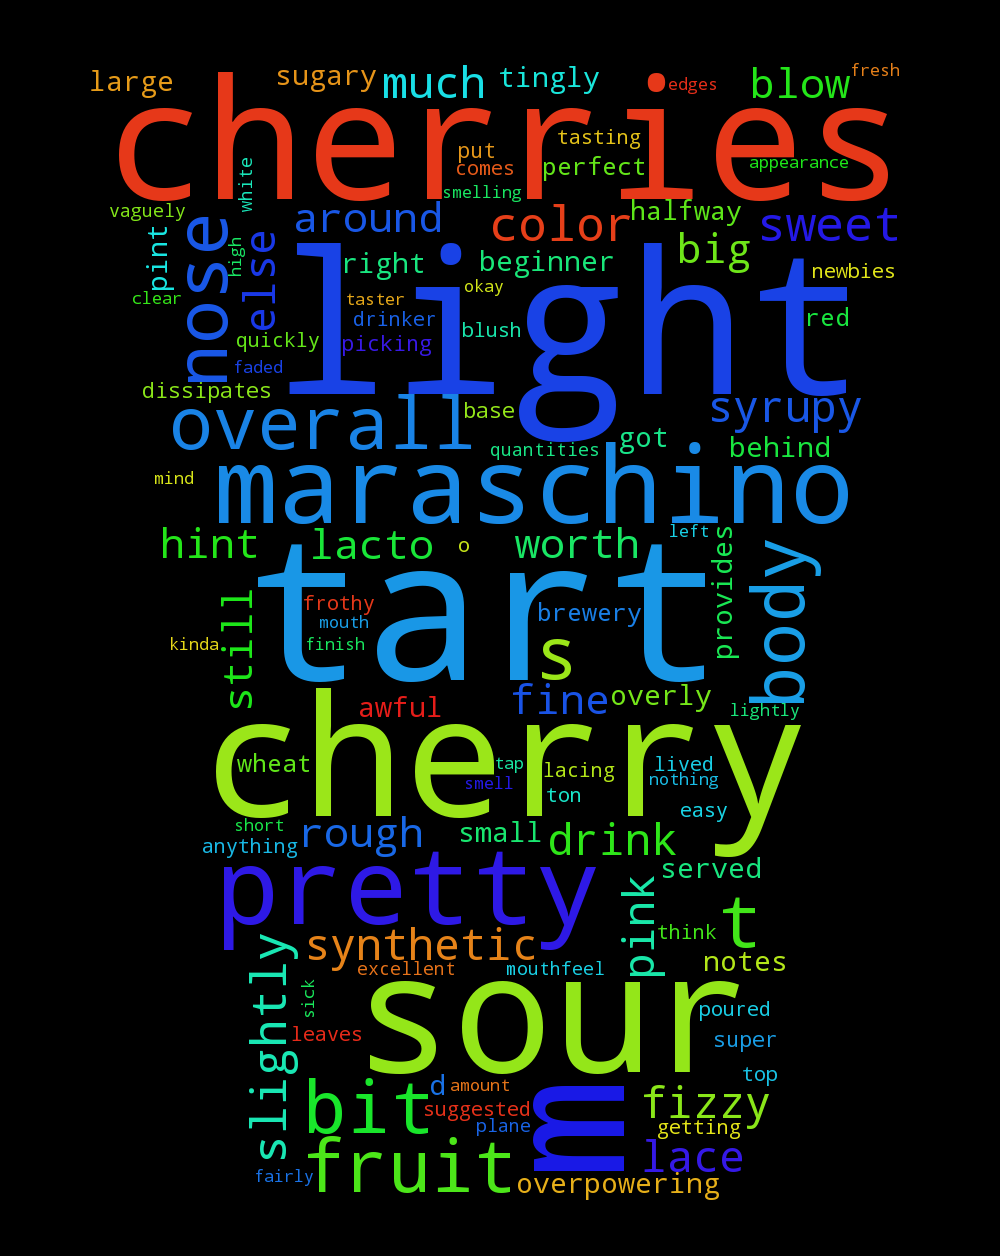 large sugary much tingly edges blow fresh
cherries
put tasting
comes perfect appearance
white smelling
vaguely around color halfway sweet
pint nose high else right beginner big newbies
light
clear taster okay
drinker blush red
quickly picking
faded
dissipates
overall base syrupy
quantities got behind
maraschino
mind
hint lacto o worth left provides body
tart
still frothy brewery
mouth
kinda finish s
awful fine overly lightly
cherry
wheat tap lacing lived
smell nothing
ton easy
short rough small drink
anything
pretty served
pink t
synthetic think
slightly excellent mouthfeel notes
sick sour
leaves poured
super
top
bit d amount m fizzy
suggested
plane getting
fruit lace
fairly overpowering